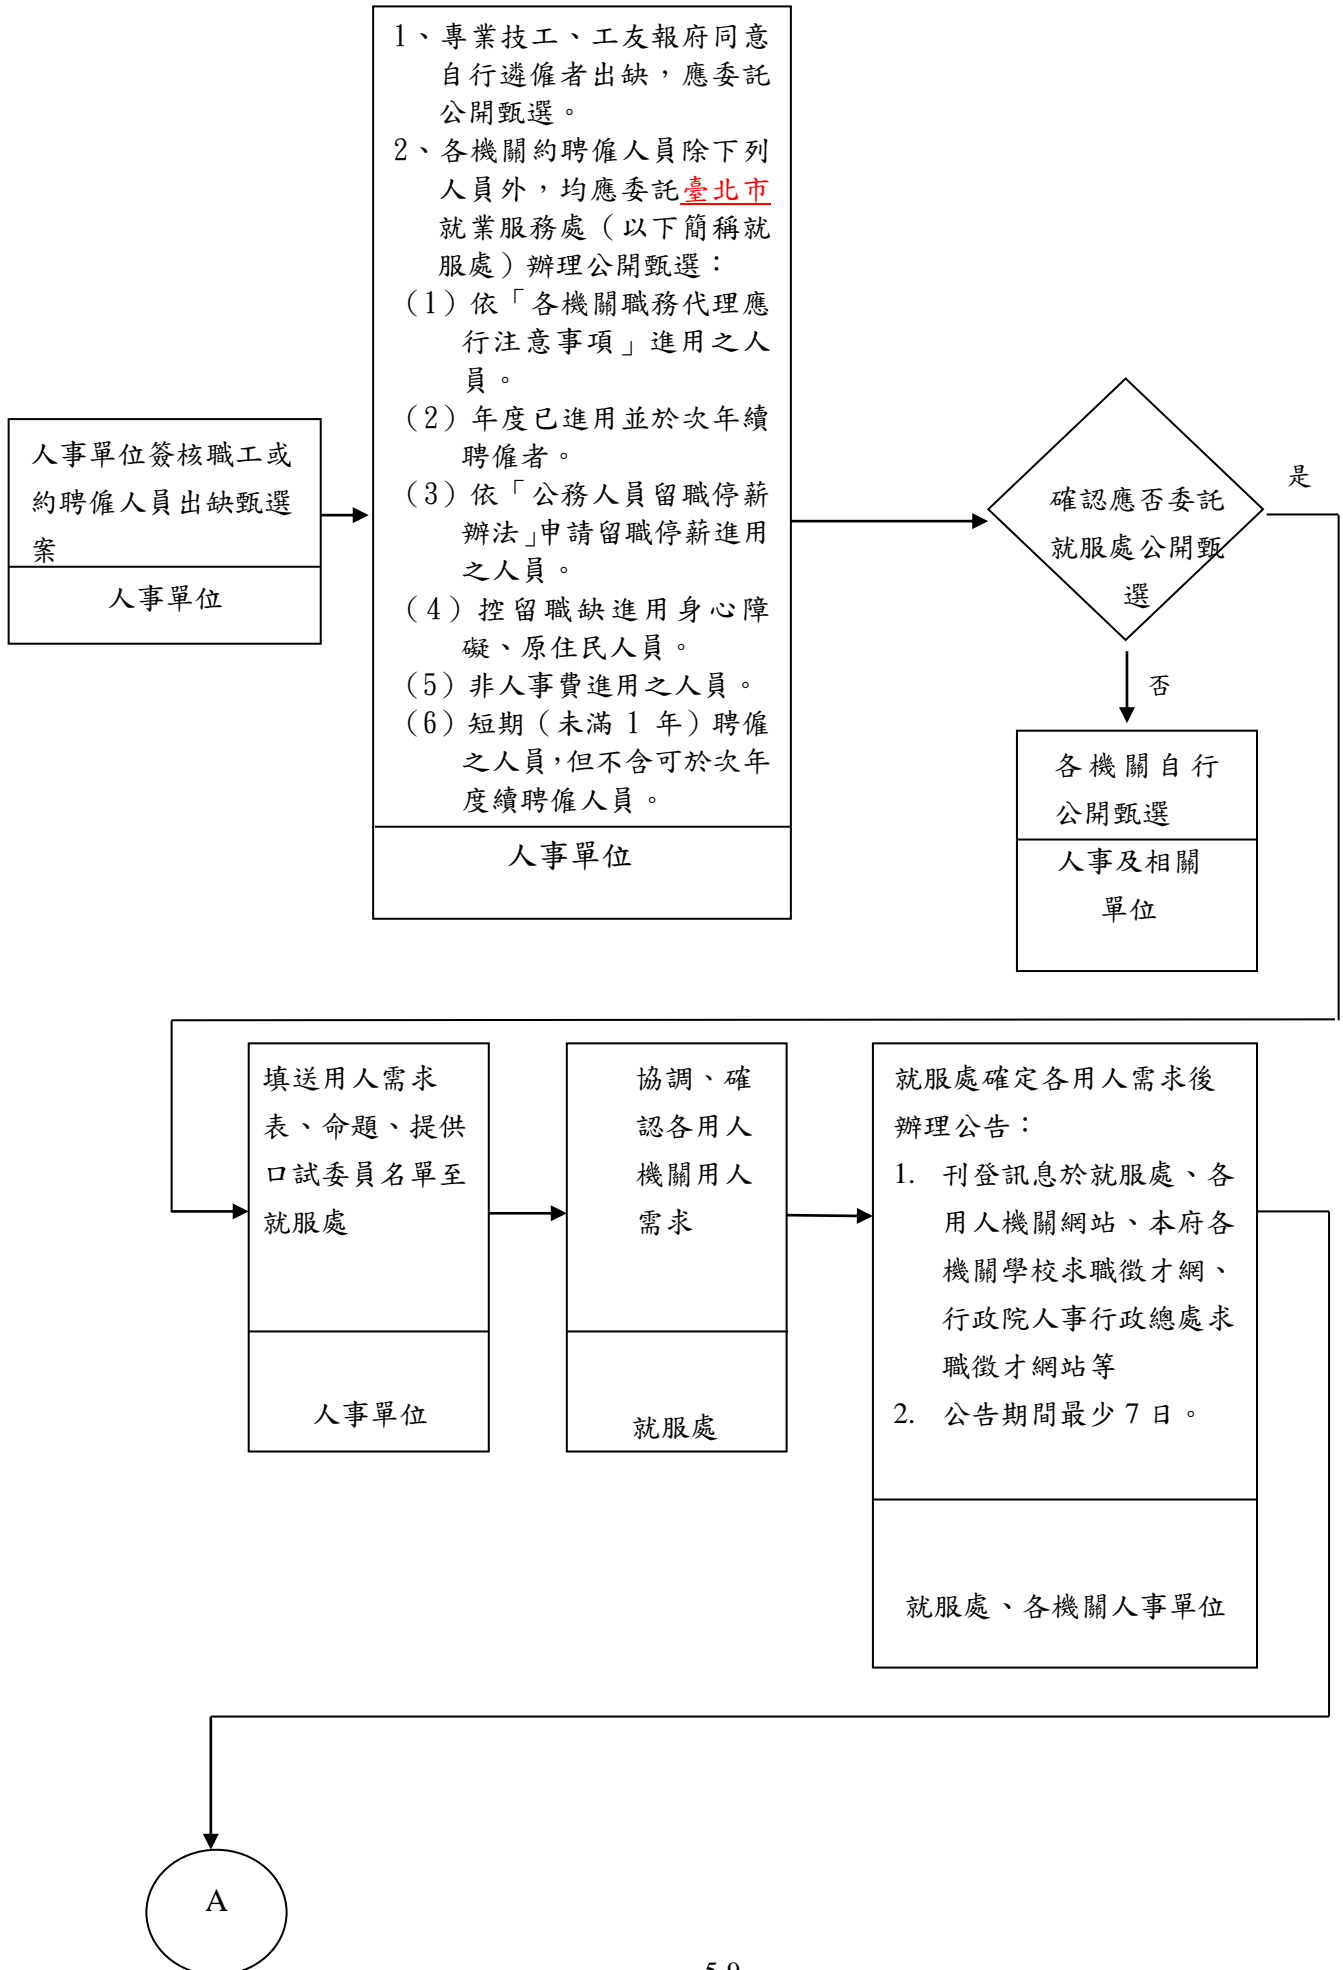 人事單位簽核職工或
約聘僱人員出缺甄選
案
人事單位
1、專業技工、工友報府同意
自行遴僱者出缺，應委託
公開甄選。
2、各機關約聘僱人員除下列
人員外，均應委託臺北市
就業服務處（以下簡稱就
服處）辦理公開甄選：
（1）依「各機關職務代理應
行注意事項」進用之人
員。
（2）年度已進用並於次年續
聘僱者。
（3）依「公務人員留職停薪
辦法」申請留職停薪進用
之人員。
（4）控留職缺進用身心障
礙、原住民人員。
（5）非人事費進用之人員。
（6）短期（未滿 1 年）聘僱
之人員，但不含可於次年
度續聘僱人員。
人事單位
確認應否委託
就服處公開甄
選
是
否
各機關自行
公開甄選
人事及相關
單位
填送用人需求
表、命題、提供
口試委員名單至
就服處
人事單位
協調、確
認各用人
機關用人
需求
就服處
就服處確定各用人需求後
辦理公告：
1. 刊登訊息於就服處、各
用人機關網站、本府各
機關學校求職徵才網、
行政院人事行政總處求
職徵才網站等
2. 公告期間最少 7 日。
就服處、各機關人事單位
A